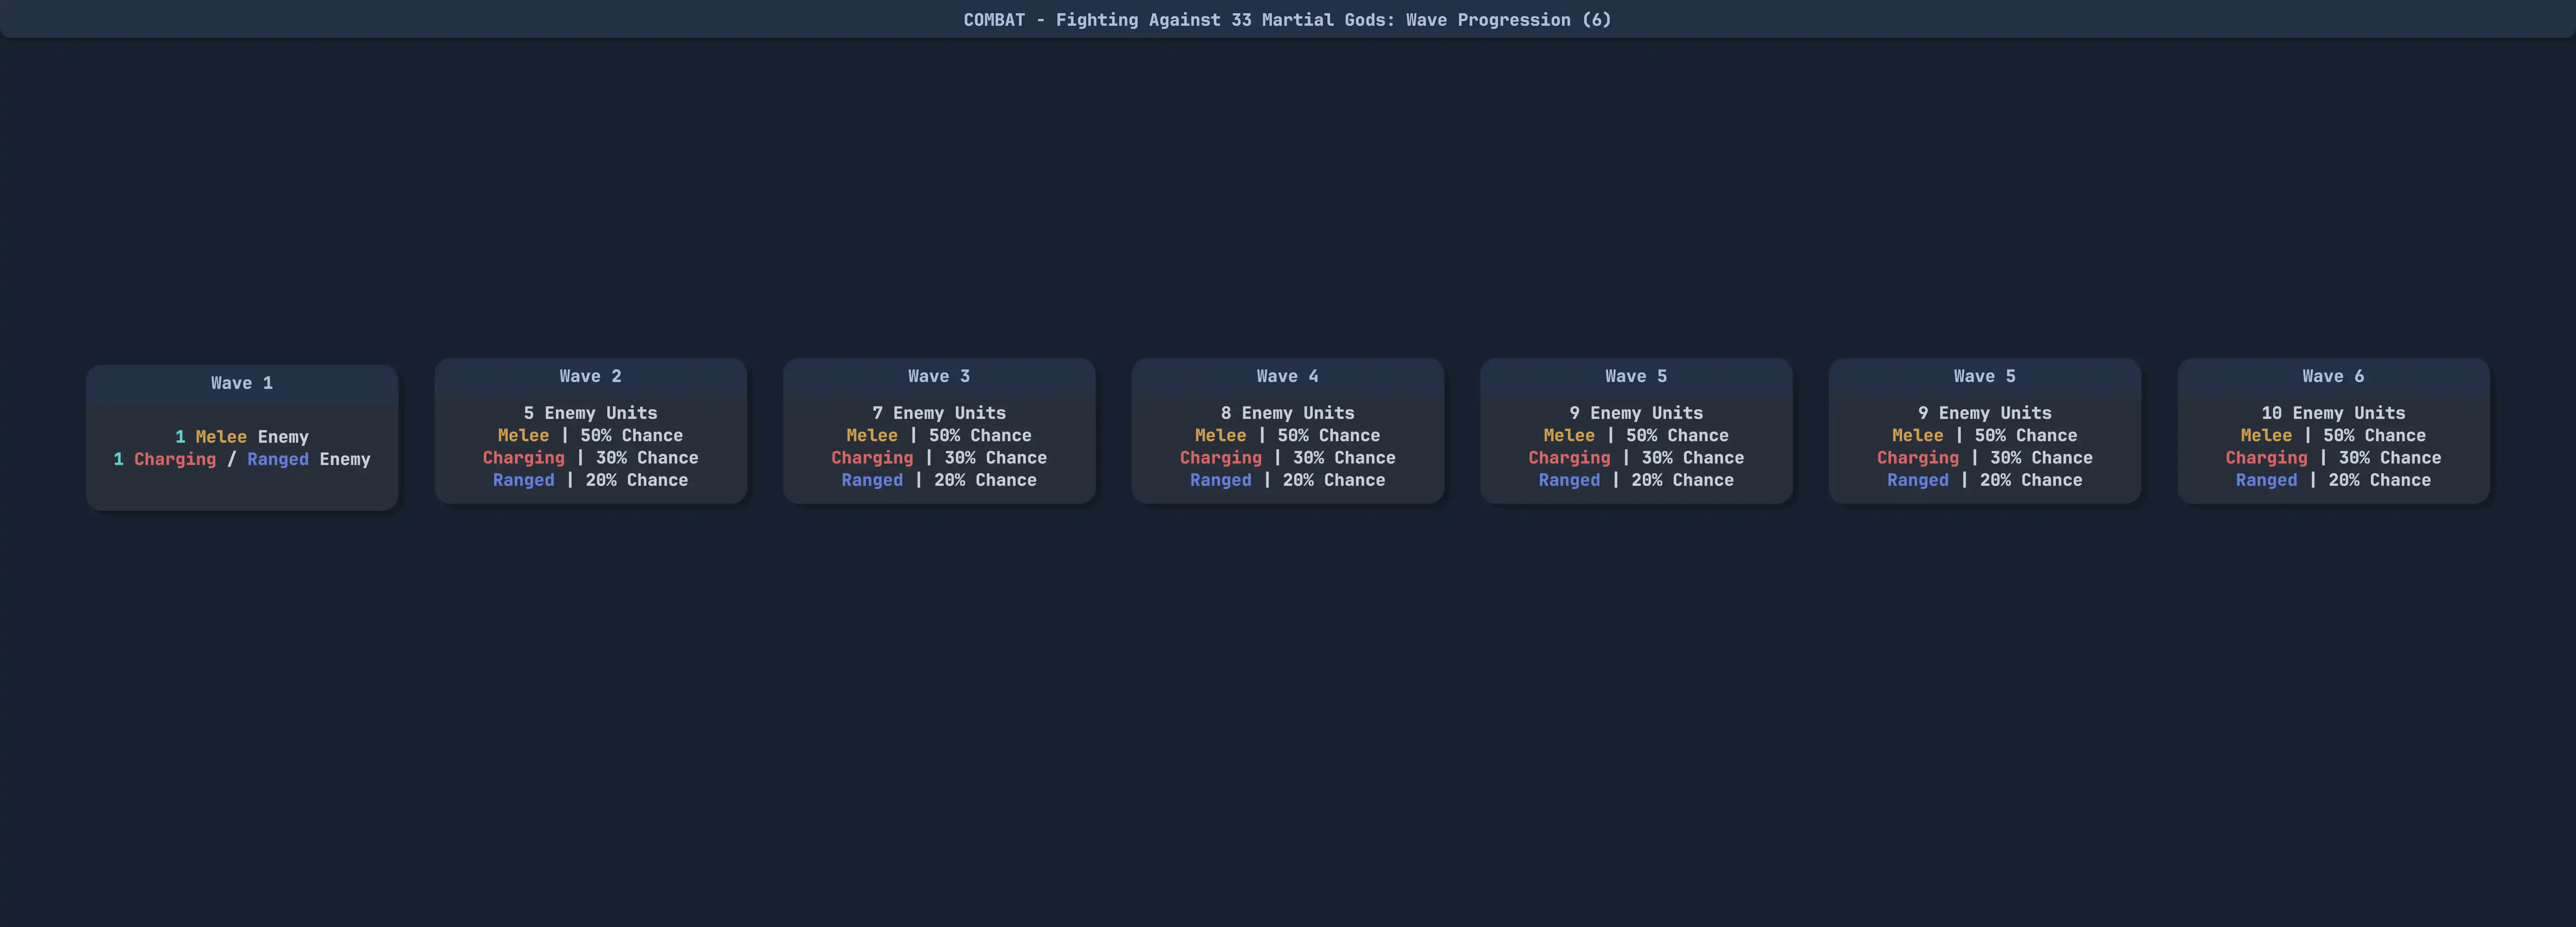 COMBAT - Fighting Against 33 Martial Gods: Wave Progression (6)
Wave 1
1 Melee Enemy
1 Charging / Ranged Enemy
Wave 2
5 Enemy Units
Melee | 50% Chance
Charging | 30% Chance
Ranged | 20% Chance
Wave 3
7 Enemy Units
Melee | 50% Chance
Charging | 30% Chance
Ranged | 20% Chance
Wave 4
8 Enemy Units
Melee | 50% Chance
Charging | 30% Chance
Ranged | 20% Chance
Wave 5
9 Enemy Units
Melee | 50% Chance
Charging | 30% Chance
Ranged | 20% Chance
Wave 5
9 Enemy Units
Melee | 50% Chance
Charging | 30% Chance
Ranged | 20% Chance
Wave 6
10 Enemy Units
Melee | 50% Chance
Charging | 30% Chance
Ranged | 20% Chance